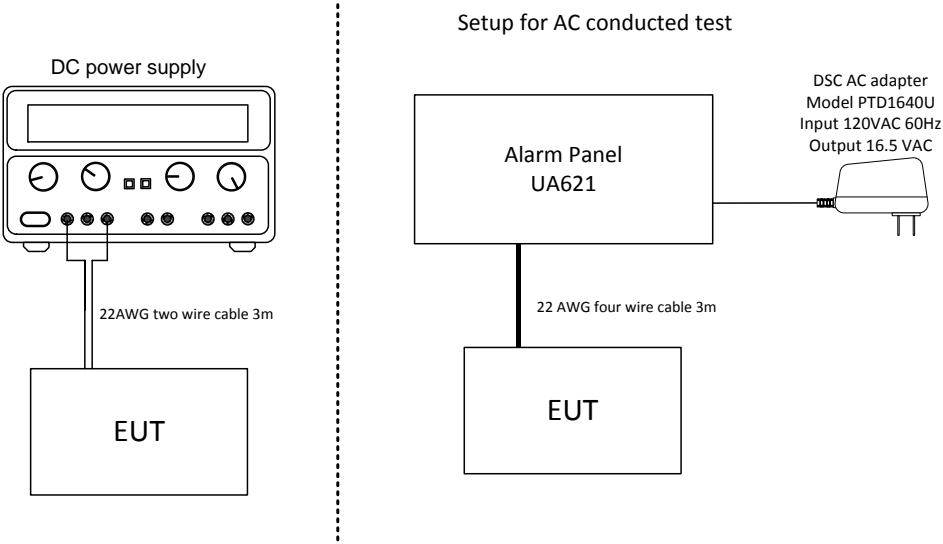 Setup for AC conducted test
DC power supply
22AWG two wire cable 3m
EUT
Alarm Panel
UA621
DSC AC adapter
Model PTD1640U
Input 120VAC 60Hz
Output 16.5 VAC
22 AWG four wire cable 3m
EUT